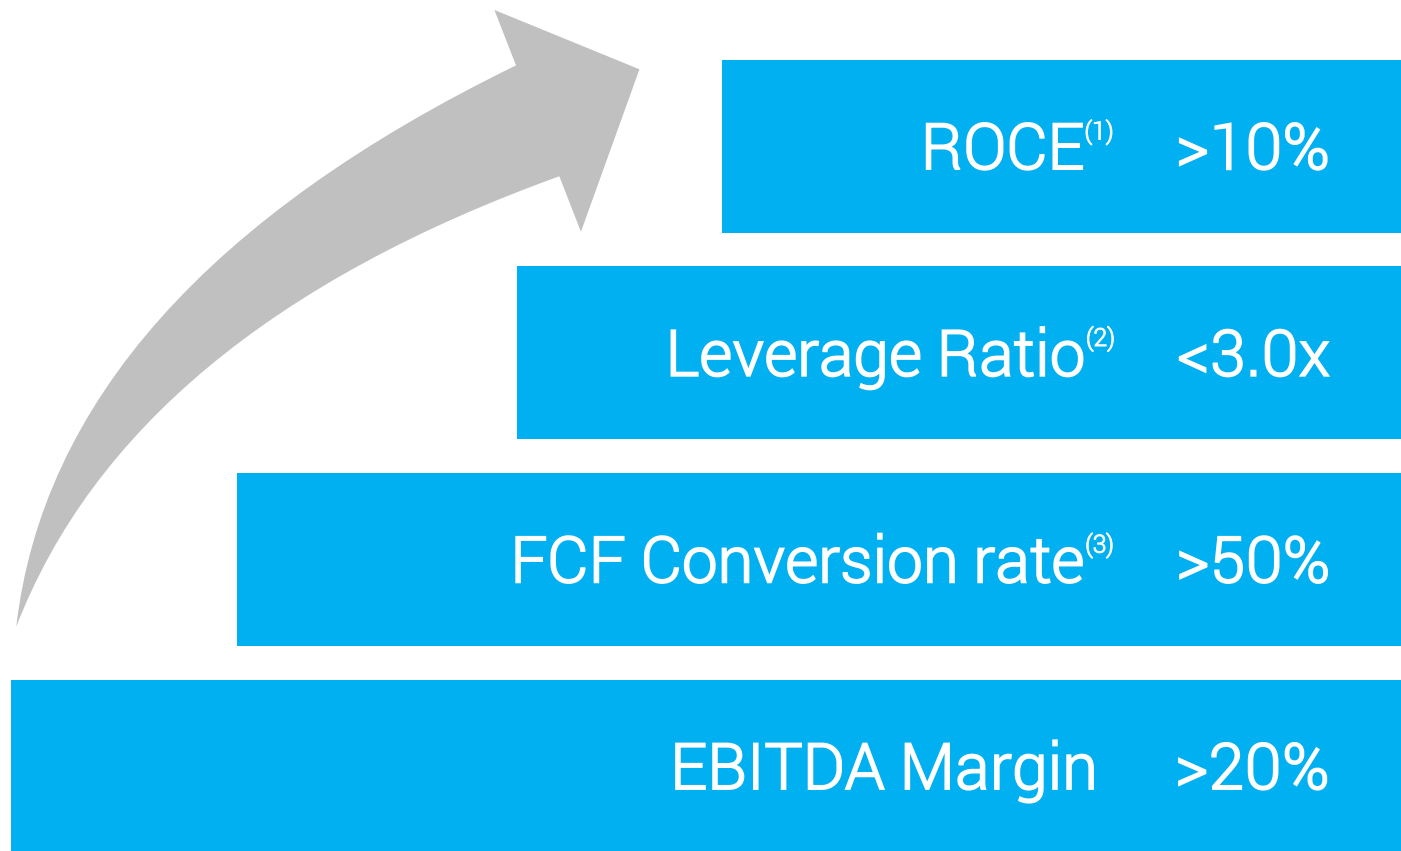 ROCE(1) >10%
Leverage Ratio(2) <3.0x
FCF Conversion rate(3) >50%
EBITDA Margin >20%